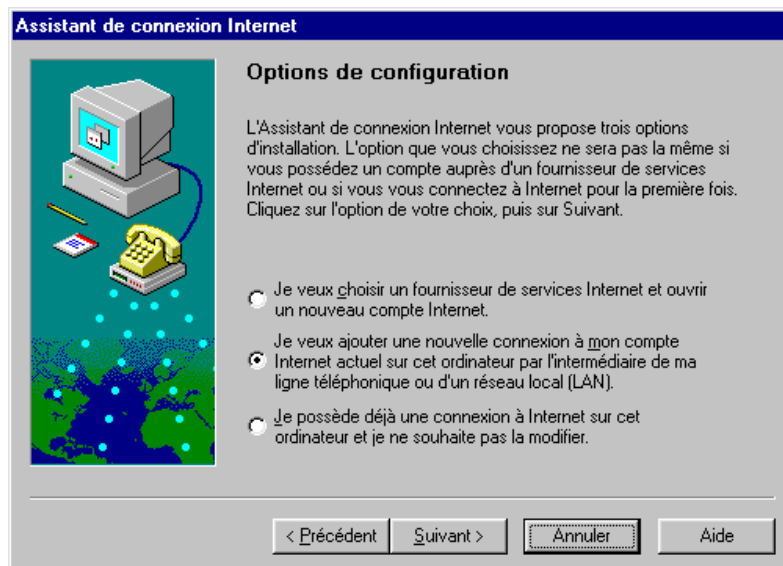 Assistant de connexion Internet
Options de configuration
L'Assistant de connexion Internet vous propose trois options
d'installation. L'option que vous choisissez ne sera pas la même si
vous possédez un compte auprès d'un fournisseur de services
Internet ou si vous vous connectez à Internet pour la première fois.
Cliquez sur l'option de votre choix, puis sur Suivant.
Je veux choisir un fournisseur de services Internet et ouvrir
un nouveau compte Internet.
Je veux ajouter une nouvelle connexion à mon compte
Internet actuel sur cet ordinateur par l'intermédiaire de ma
ligne téléphonique ou d'un réseau local (LAN).
Je possède déjà une connexion à Internet sur cet
ordinateur et je ne souhaite pas la modifier.
< Précédent
Suivant >
Annuler
Aide